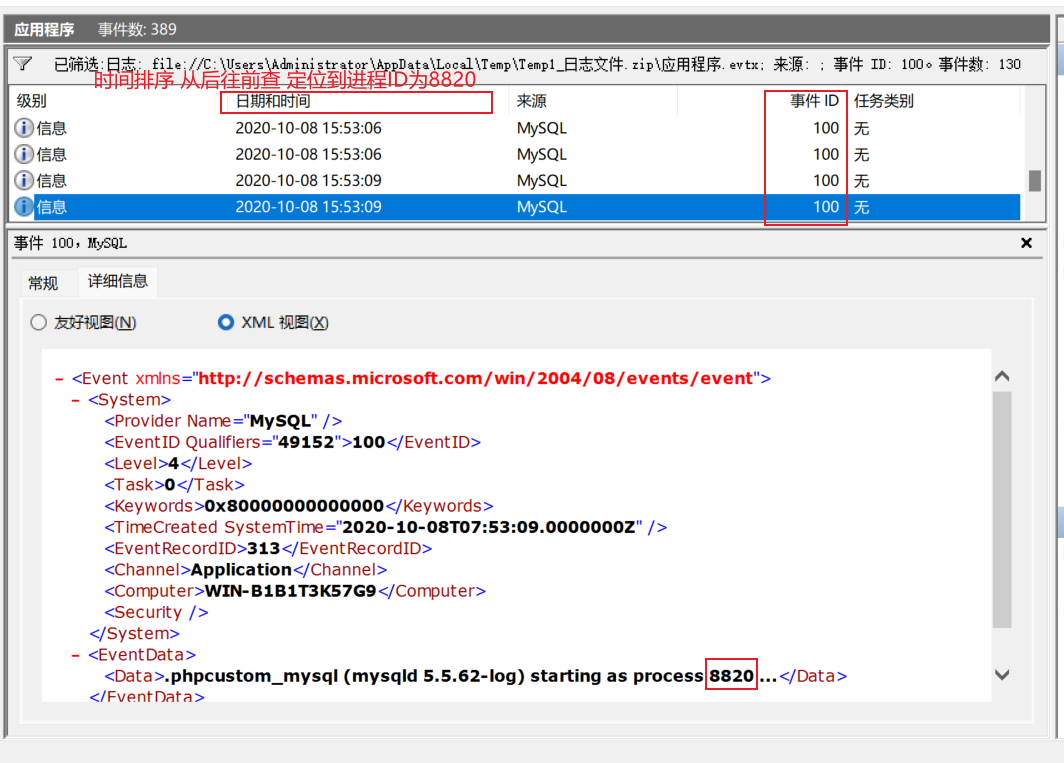 应用程序 事件数: 389
已筛选:日志: file://C:\Users\Administrator\AppData\Local\Temp\Temp1_日志文件.zip\应用程序.evtx; 来源: ; 事件 ID: 100。事件数: 130
时间排序 从后往前查 定位到进程ID为8820
级别 日期和时间 来源 事件 ID 任务类别
信息 2020-10-08 15:53:06 MySQL 100 无
信息 2020-10-08 15:53:06 MySQL 100 无
信息 2020-10-08 15:53:09 MySQL 100 无
信息 2020-10-08 15:53:09 MySQL 100 无
事件 100，MySQL
常规 详细信息
友好视图(N) XML 视图(X)
- <Event xmlns="http://schemas.microsoft.com/win/2004/08/events/event">
- <System>
<Provider Name="MySQL" />
<EventID Qualifiers="49152">100</EventID>
<Level>4</Level>
<Task>0</Task>
<Keywords>0x80000000000000</Keywords>
<TimeCreated SystemTime="2020-10-08T07:53:09.0000000Z" />
<EventRecordID>313</EventRecordID>
<Channel>Application</Channel>
<Computer>WIN-B1B1T3K57G9</Computer>
<Security />
</System>
- <EventData>
<Data>.phpcustom_mysql (mysqld 5.5.62-log) starting as process 8820 ...</Data>
</EventData>